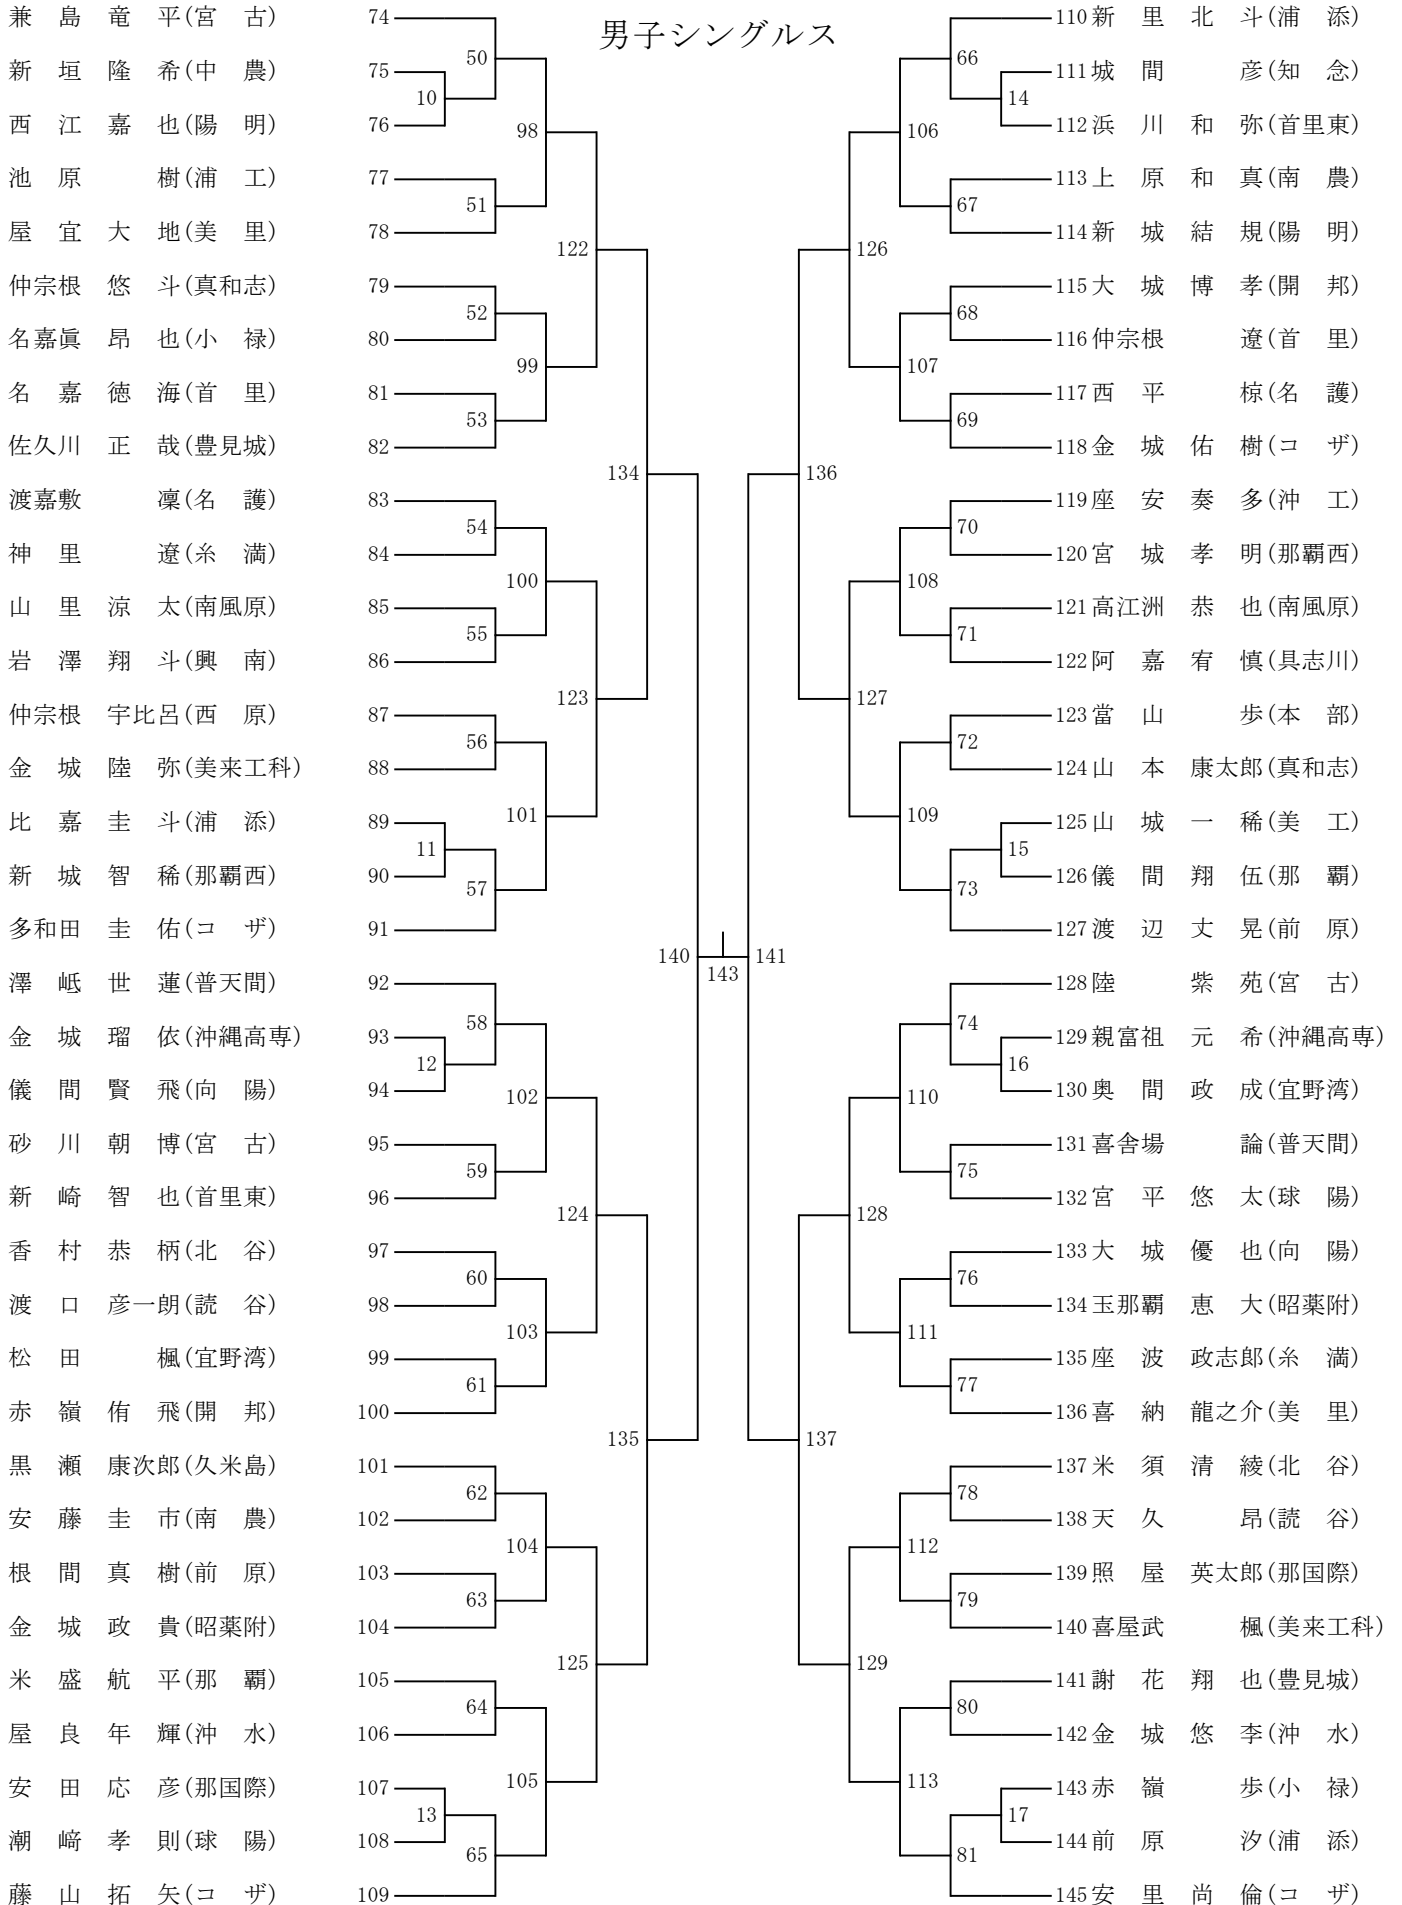 男子シングルス
兼島竜平(宮古) 74
新垣隆希(中農) 75
西江嘉也(陽明) 76
池原樹(浦工) 77
屋宜大地(美里) 78
仲宗根悠斗(真和志) 79
名嘉眞昂也(小禄) 80
名嘉徳海(首里) 81
佐久川正哉(豊見城) 82
渡嘉敷凜(名護) 83
神里遼(糸満) 84
山里涼太(南風原) 85
岩澤翔斗(興南) 86
仲宗根宇比呂(西原) 87
金城陸弥(美来工科) 88
比嘉圭斗(浦添) 89
新城智稀(那覇西) 90
多和田圭佑(コザ) 91
澤岻世蓮(普天間) 92
金城瑠依(沖縄高専) 93
儀間賢飛(向陽) 94
砂川朝博(宮古) 95
新崎智也(首里東) 96
香村恭柄(北谷) 97
渡口彦一朗(読谷) 98
松田楓(宜野湾) 99
赤嶺侑飛(開邦) 100
黒瀬康次郎(久米島) 101
安藤圭市(南農) 102
根間真樹(前原) 103
金城政貴(昭薬附) 104
米盛航平(那覇) 105
屋良年輝(沖水) 106
安田応彦(那国際) 107
潮﨑孝則(球陽) 108
藤山拓矢(コザ) 109
10
11
12
13
50
51
52
53
54
55
56
57
58
59
60
61
62
63
64
65
98
99
100
101
102
103
104
105
122
123
124
125
134
135
140
143
141
136
137
126
127
128
129
106
107
108
109
110
111
112
113
66
67
68
69
70
71
72
73
74
75
76
77
78
79
80
81
14
15
16
17
110 新里北斗(浦添)
111 城間彦(知念)
112 浜川和弥(首里東)
113 上原和真(南農)
114 新城結規(陽明)
115 大城博孝(開邦)
116 仲宗根遼(首里)
117 西平椋(名護)
118 金城佑樹(コザ)
119 座安奏多(沖工)
120 宮城孝明(那覇西)
121 高江洲恭也(南風原)
122 阿嘉宥慎(具志川)
123 當山歩(本部)
124 山本康太郎(真和志)
125 山城一稀(美工)
126 儀間翔伍(那覇)
127 渡辺丈晃(前原)
128 陸紫苑(宮古)
129 親富祖元希(沖縄高専)
130 奥間政成(宜野湾)
131 喜舎場論(普天間)
132 宮平悠太(球陽)
133 大城優也(向陽)
134 玉那覇恵大(昭薬附)
135 座波政志郎(糸満)
136 喜納龍之介(美里)
137 米須清綾(北谷)
138 天久昂(読谷)
139 照屋英太郎(那国際)
140 喜屋武楓(美来工科)
141 謝花翔也(豊見城)
142 金城悠李(沖水)
143 赤嶺歩(小禄)
144 前原汐(浦添)
145 安里尚倫(コザ)